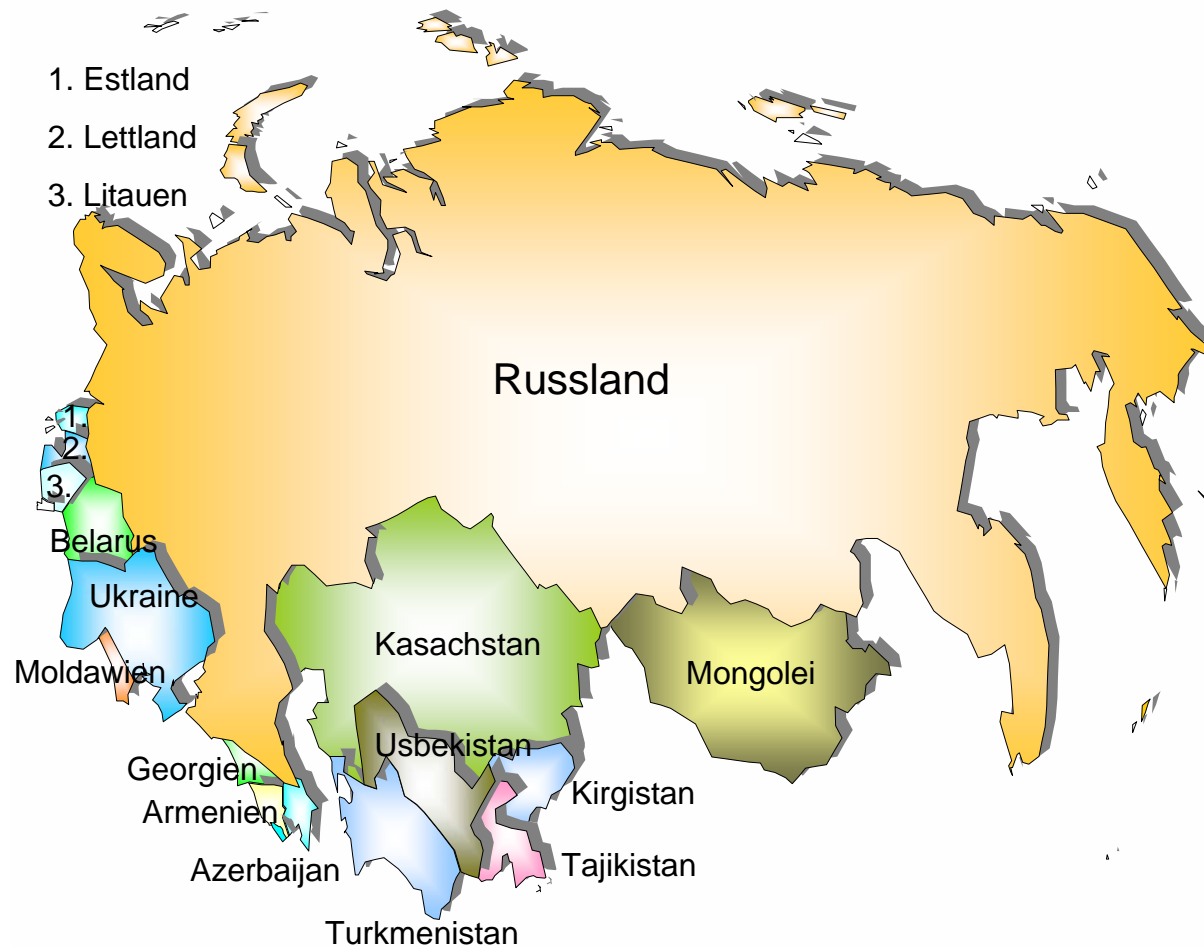 1. Estland
2. Lettland
3. Litauen
Russland
1.
2.
3.
Belarus
Ukraine
Kasachstan
Moldawien
Mongolei
Usbekistan
Georgien
Kirgistan
Armenien
Azerbaijan
Tajikistan
Turkmenistan